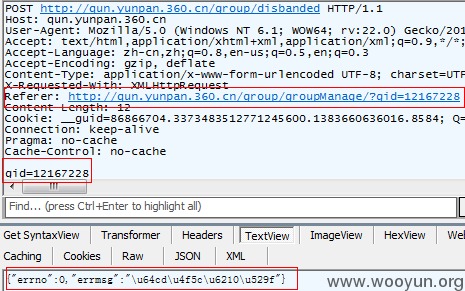 POST http://qun.yunpan.360.cn/group/disbanded HTTP/1.1
Host: qun.yunpan.360.cn
User-Agent: Mozilla/5.0 (Windows NT 6.1; WOW64; rv:22.0) Gecko/201
Accept: text/html,application/xhtml+xml,application/xml;q=0.9,*/*;
Accept-Language: zh-cn,zh;q=0.8,en-us;q=0.5,en;q=0.3
Accept-Encoding: gzip, deflate
Content-Type: application/x-www-form-urlencoded UTF-8; charset=UTF
X-Requested-With: XMLHttpRequest
Referer: http://qun.yunpan.360.cn/group/groupManage/?gid=12167228
Content-Length: 12
Cookie: __guid=86866704.3373483512771245600.1383660636016.8584; Q=
Connection: keep-alive
Pragma: no-cache
Cache-Control: no-cache
gid=12167228
Find... (press Ctrl+Enter to highlight all)
Get SyntaxView Transformer Headers TextView ImageView HexView
Caching Cookies Raw JSON XML
{"errno":0,"errmsg":"\u64cd\u4f5c\u6210\u529f"}
www.wooyun.org